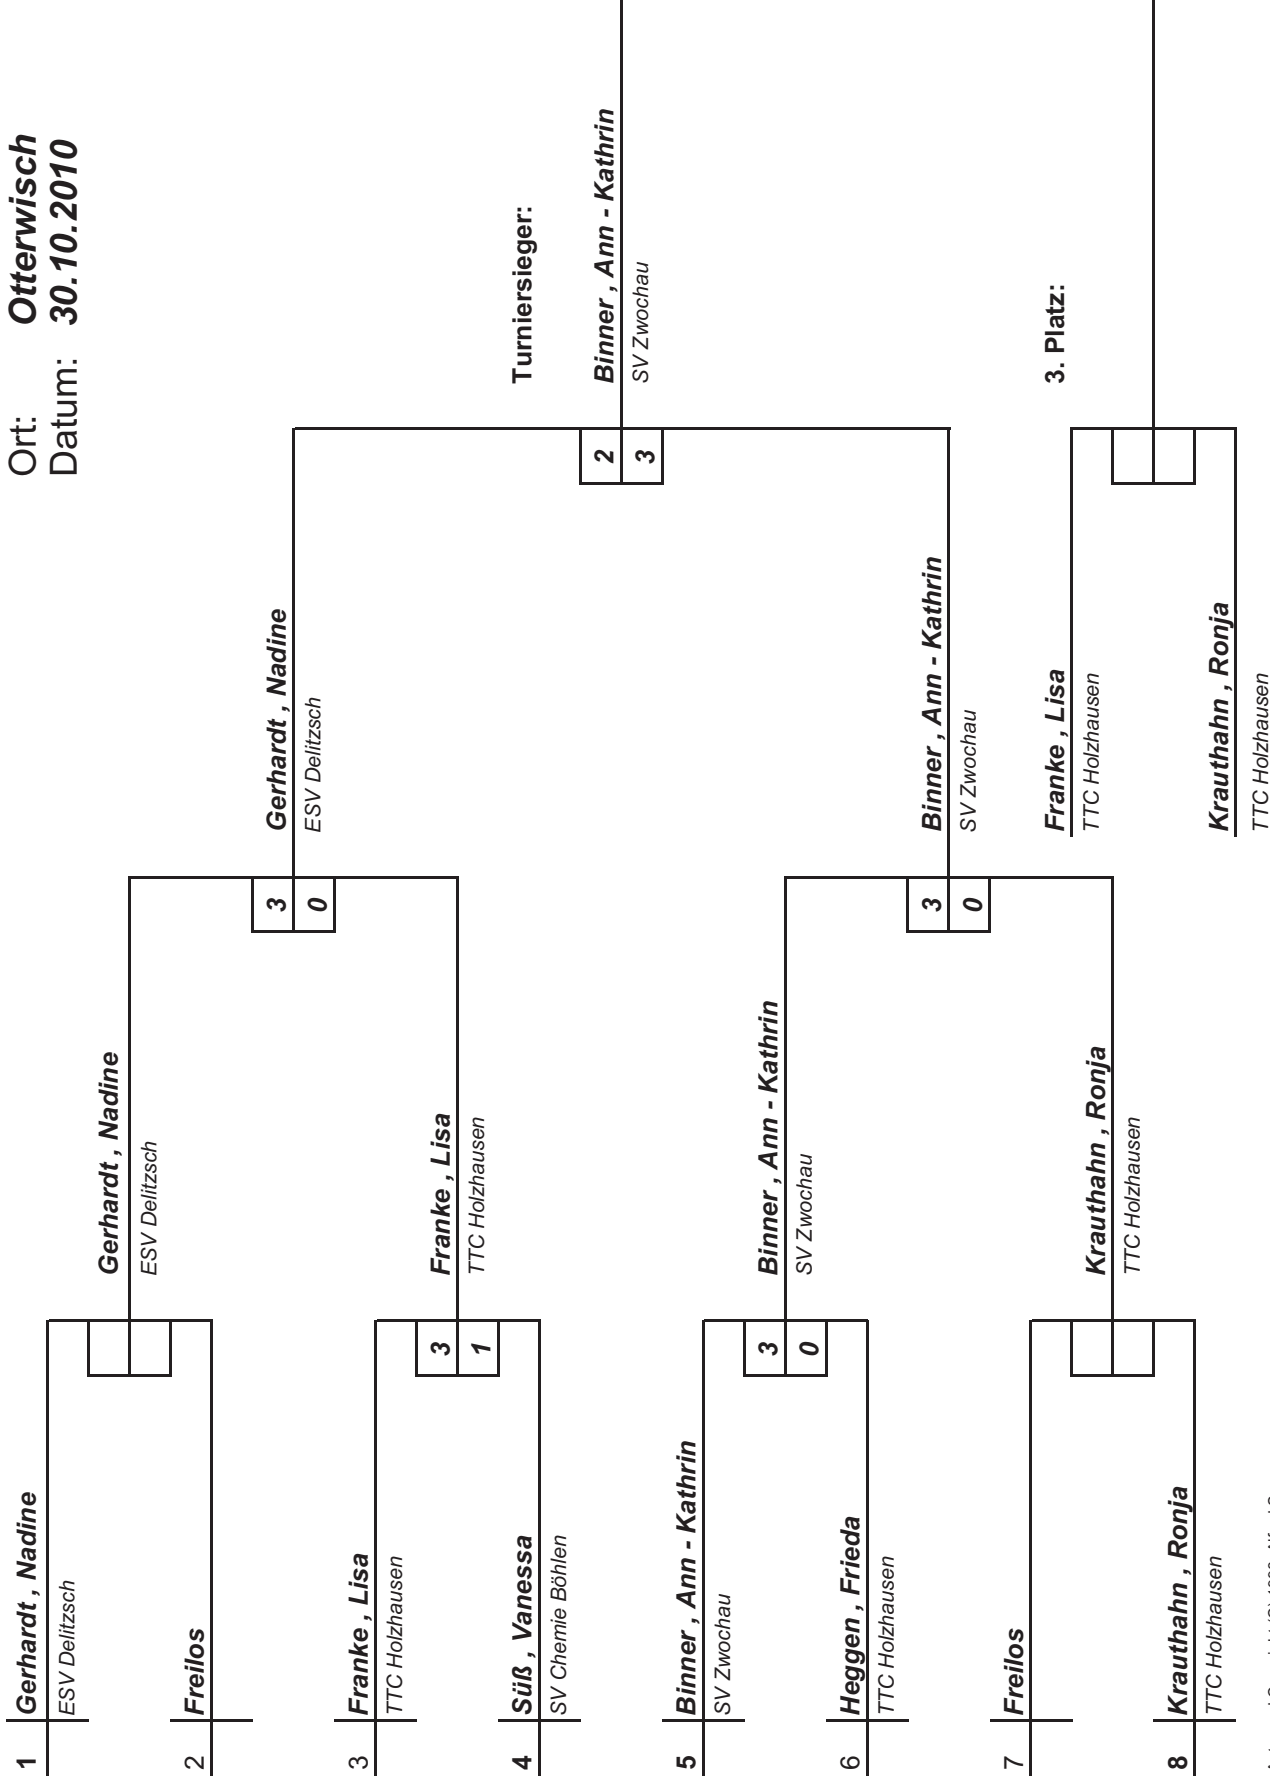 Ort: Otterwisch
Datum: 30.10.2010
1 Gerhardt , Nadine
ESV Delitzsch
2 Freilos
3 Franke , Lisa
TTC Holzhausen
4 Süß , Vanessa
SV Chemie Böhlen
5 Binner , Ann - Kathrin
SV Zwochau
6 Heggen , Frieda
TTC Holzhausen
7 Freilos
8 Krauthahn , Ronja
TTC Holzhausen
Gerhardt , Nadine
ESV Delitzsch
3
1
Franke , Lisa
TTC Holzhausen
3
0
Binner , Ann - Kathrin
SV Zwochau
Krauthahn , Ronja
TTC Holzhausen
3
0
Gerhardt , Nadine
ESV Delitzsch
3
0
Binner , Ann - Kathrin
SV Zwochau
2
3
Turniersieger:
Binner , Ann - Kathrin
SV Zwochau
Franke , Lisa
TTC Holzhausen
Krauthahn , Ronja
TTC Holzhausen
3. Platz: